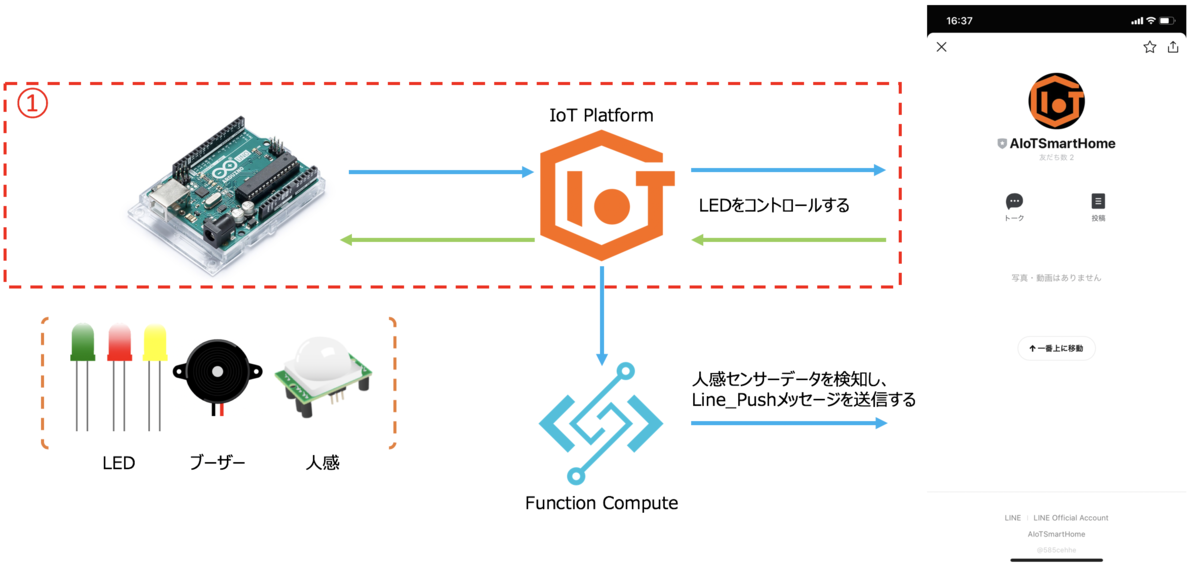 ①
IoT Platform
LEDをコントロールする
LED
ブーザー
人感
Function Compute
人感センサーデータを検知し、
Line_Pushメッセージを送信する
16:37
IoT
AIoTSmartHome
友だち数 2
トーク
投稿
写真・動画はありません
一番上に移動
LINE
LINE Official Account
AIoTSmartHome